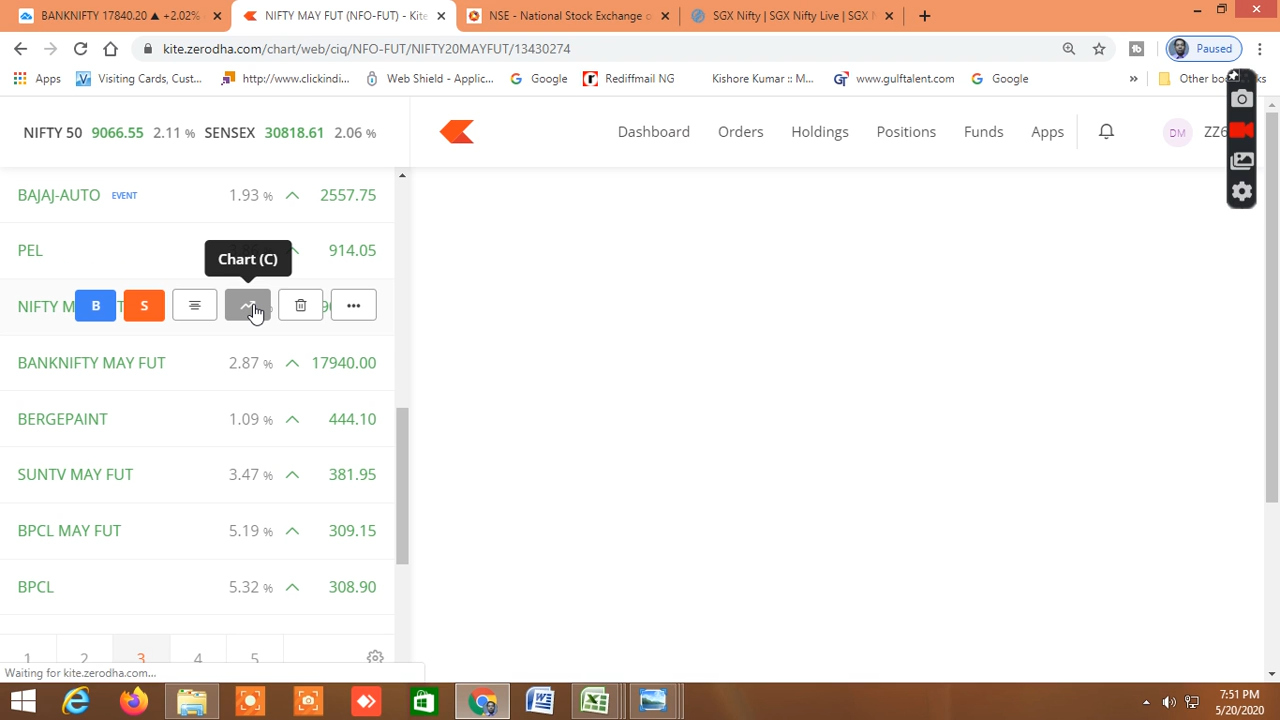 BANKNIFTY 17840.20 ▲ +2.02% ×
NIFTY MAY FUT (NFO-FUT) - Kite ×
NSE - National Stock Exchange o ×
SGX Nifty | SGX Nifty Live | SGX N ×
kite.zerodha.com/chart/web/ciq/NFO-FUT/NIFTY20MAYFUT/13430274
Paused
Apps
Visiting Cards, Cust...
http://www.clickindi...
Web Shield - Applic...
Google
Rediffmail NG
Kishore Kumar :: M...
www.gulftalent.com
Google
»
Other bo
NIFTY 50 9066.55 2.11 % SENSEX 30818.61 2.06 %
Dashboard
Orders
Holdings
Positions
Funds
Apps
DM
ZZ6
BAJAJ-AUTO EVENT 1.93 % 2557.75
PEL 914.05
Chart (C)
NIFTY M
B
S
BANKNIFTY MAY FUT 2.87 % 17940.00
BERGEPAINT 1.09 % 444.10
SUNTV MAY FUT 3.47 % 381.95
BPCL MAY FUT 5.19 % 309.15
BPCL 5.32 % 308.90
1 2 3 4 5
Waiting for kite.zerodha.com...
7:51 PM
5/20/2020